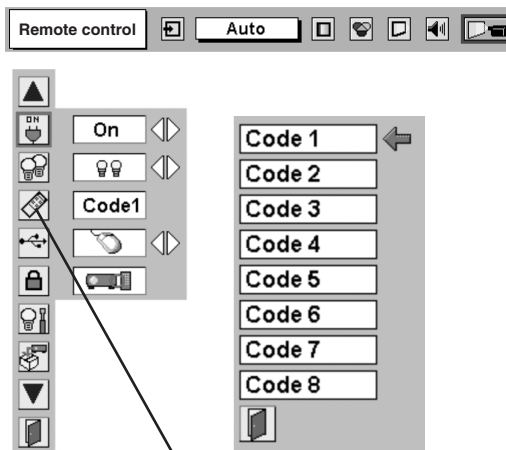 Remote control
Auto
ON
On
Code1
Code 1
Code 2
Code 3
Code 4
Code 5
Code 6
Code 7
Code 8